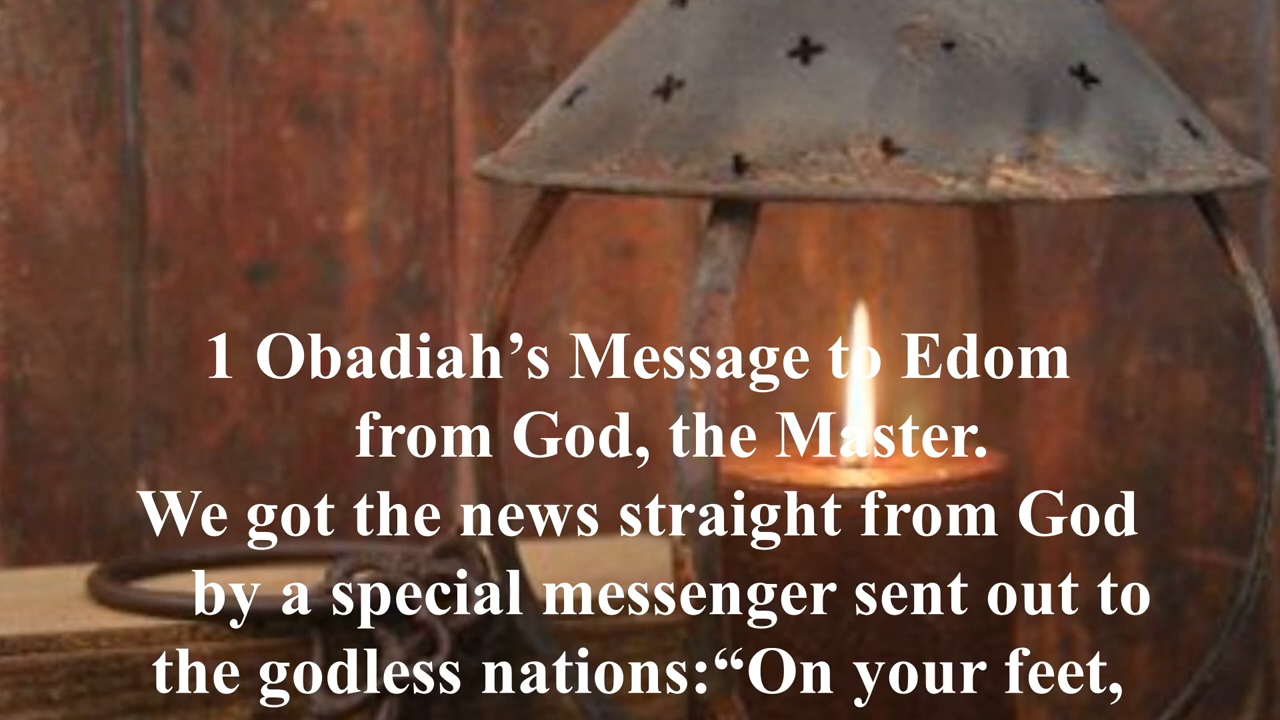 1 Obadiah’s Message to Edom
from God, the Master.
We got the news straight from God
by a special messenger sent out to
the godless nations:“On your feet,